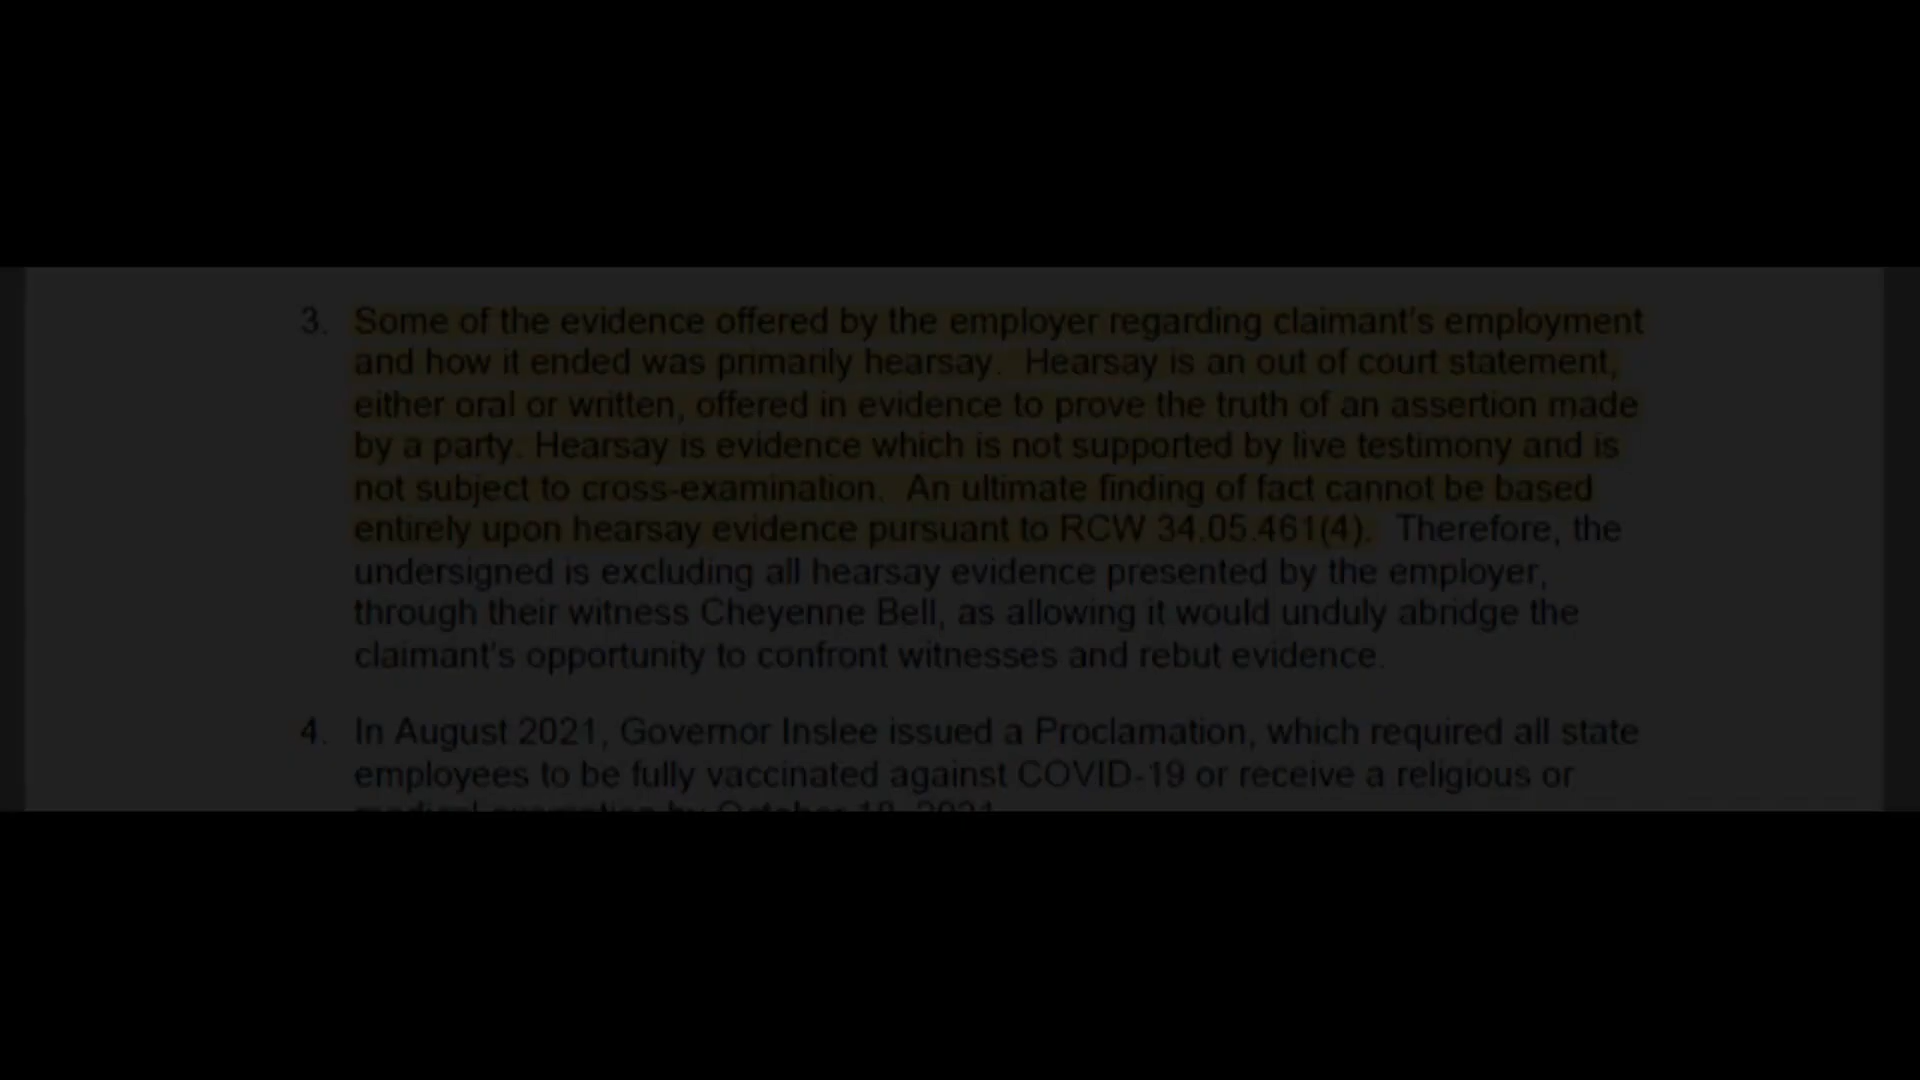 3. Some of the evidence offered by the employer regarding claimant's employment
and how it ended was primarily hearsay. Hearsay is an out of court statement,
either oral or written, offered in evidence to prove the truth of an assertion made
by a party. Hearsay is evidence which is not supported by live testimony and is
not subject to cross-examination. An ultimate finding of fact cannot be based
entirely upon hearsay evidence pursuant to RCW 34.05.461(4). Therefore, the
undersigned is excluding all hearsay evidence presented by the employer,
through their witness Cheyenne Bell, as allowing it would unduly abridge the
claimant's opportunity to confront witnesses and rebut evidence.
4. In August 2021, Governor Inslee issued a Proclamation, which required all state
employees to be fully vaccinated against COVID-19 or receive a religious or
medical exemption by October 18, 2021.